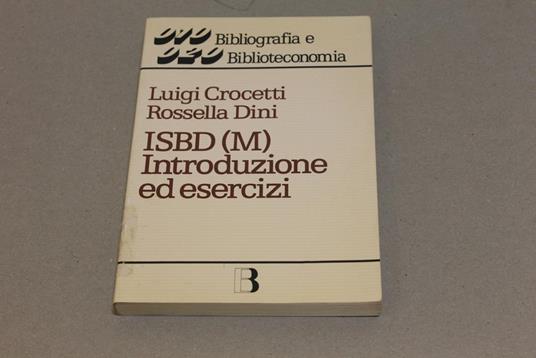 010 Bibliografia e
020 Biblioteconomia
Luigi Crocetti
Rossella Dini
ISBD (M)
Introduzione
ed esercizi
B